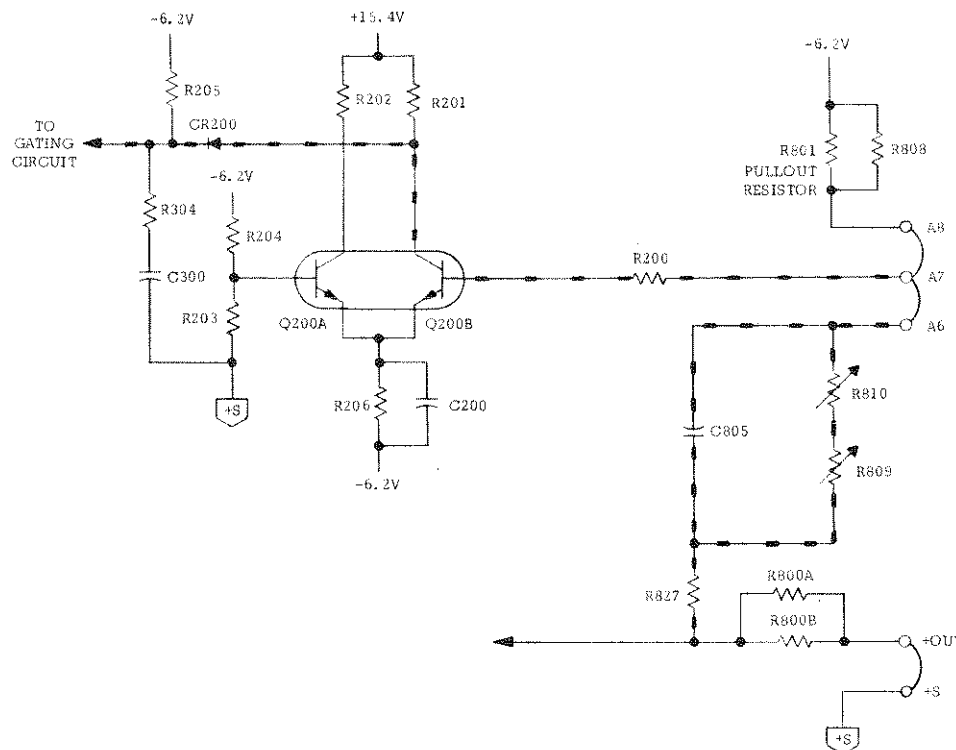 -6.2V
+15.4V
-6.2V
R205
R202
R201
TO
GATING
CIRCUIT
CR200
R801
PULLOUT
RESISTOR
R808
-6.2V
R304
R204
A8
R200
A7
C300
R203
Q200A
Q200B
A6
+S
R206
C200
R810
C805
-6.2V
R809
R827
R800A
R800B
+OUT
+S
+S